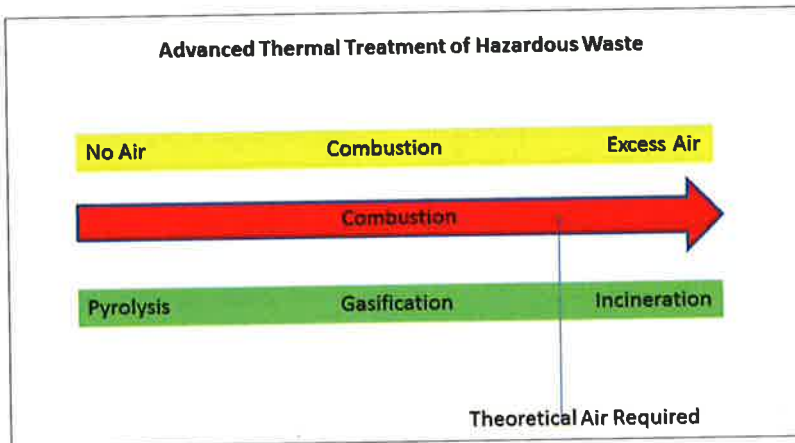 Advanced Thermal Treatment of Hazardous Waste
No Air Combustion Excess Air
Combustion
Pyrolysis Gasification Incineration
Theoretical Air Required